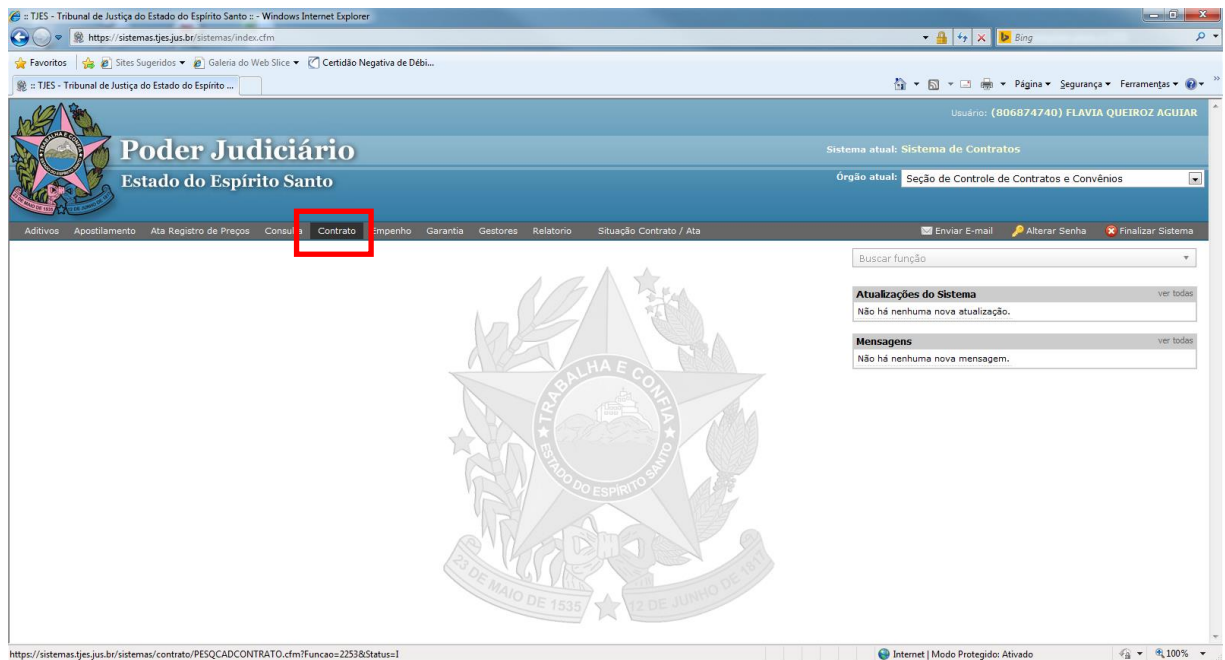 :: TJES - Tribunal de Justiça do Estado do Espírito Santo :: - Windows Internet Explorer
https://sistemas.tjes.jus.br/sistemas/index.cfm
Bing
Favoritos Sites Sugeridos Galeria do Web Slice Certidão Negativa de Débi...
:: TJES - Tribunal de Justiça do Estado do Espírito ... Página Segurança Ferramentas
Usuário: (806874740) FLAVIA QUEIROZ AGUIAR
Poder Judiciário
Sistema atual: Sistema de Contratos
Estado do Espírito Santo
Órgão atual: Seção de Controle de Contratos e Convênios
Aditivos Apostilamento Ata Registro de Preços Consulta Contrato Empenho Garantia Gestores Relatorio Situação Contrato / Ata Enviar E-mail Alterar Senha Finalizar Sistema
Buscar função
Atualizações do Sistema ver todas
Não há nenhuma nova atualização.
Mensagens ver todas
Não há nenhuma nova mensagem.
TRABALHA E CONFIA
ESTADO DO ESPIRITO SANTO
23 DE MAIO DE 1535 12 DE JUNHO DE 1817
https://sistemas.tjes.jus.br/sistemas/contrato/PESQCADCONTRATO.cfm?Funcao=2253&Status=I Internet | Modo Protegido: Ativado 100%